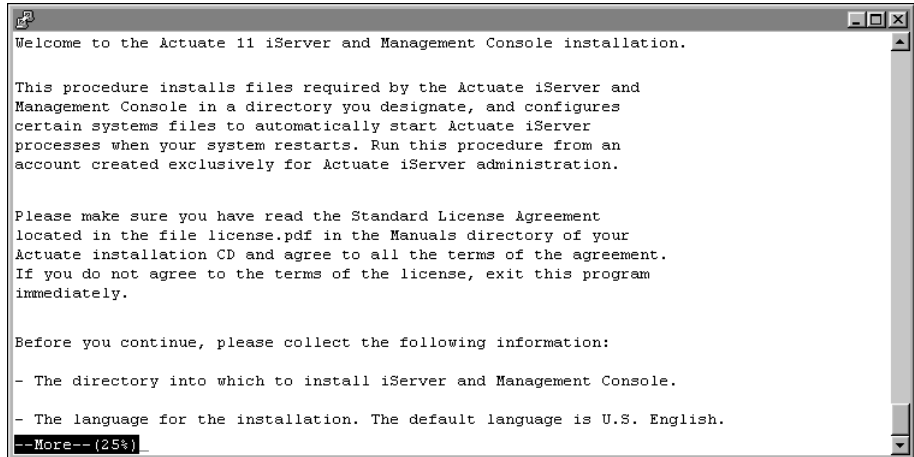 Welcome to the Actuate 11 iServer and Management Console installation.
This procedure installs files required by the Actuate iServer and
Management Console in a directory you designate, and configures
certain systems files to automatically start Actuate iServer
processes when your system restarts. Run this procedure from an
account created exclusively for Actuate iServer administration.
Please make sure you have read the Standard License Agreement
located in the file license.pdf in the Manuals directory of your
Actuate installation CD and agree to all the terms of the agreement.
If you do not agree to the terms of the license, exit this program
immediately.
Before you continue, please collect the following information:
- The directory into which to install iServer and Management Console.
- The language for the installation. The default language is U.S. English.
--More--(25%)_